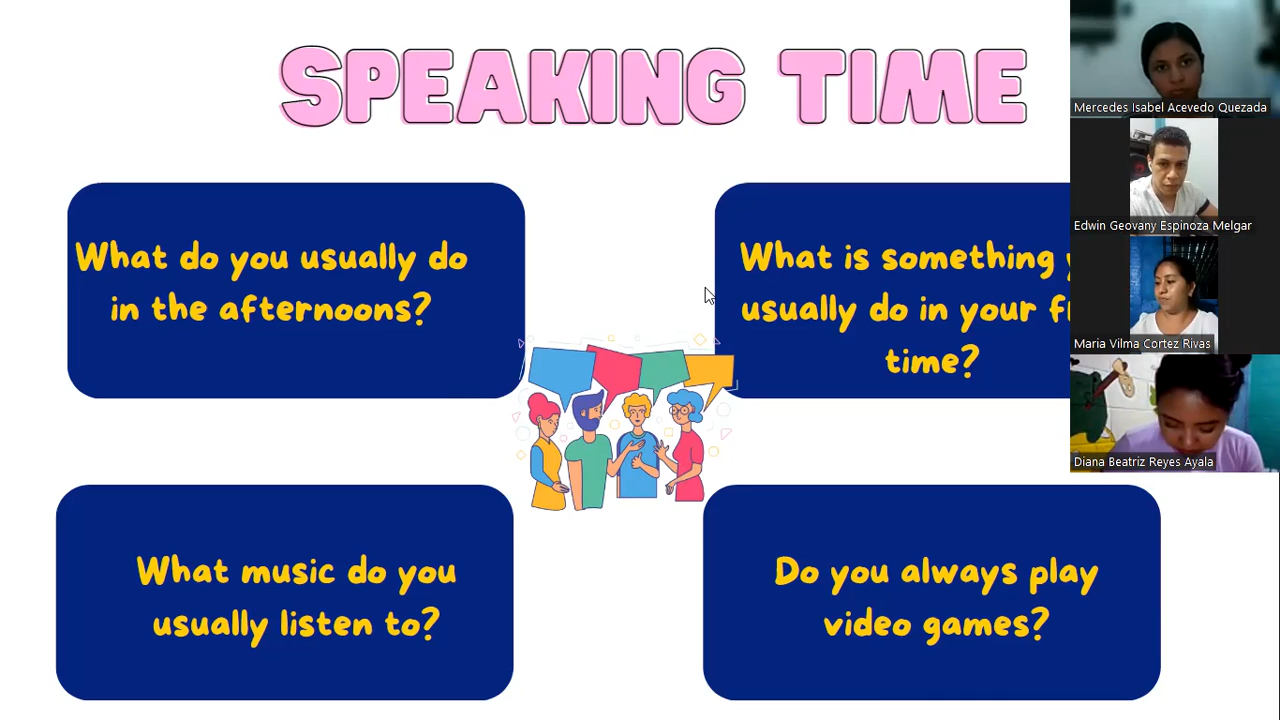 SPEAKING TIME
What do you usually do
in the afternoons?
What is something
usually do in your
time?
What music do you
usually listen to?
Do you always play
video games?
Mercedes Isabel Acevedo Quezada
Edwin Geovany Espinoza Melgar
Maria Vilma Cortez Rivas
Diana Beatriz Reyes Ayala